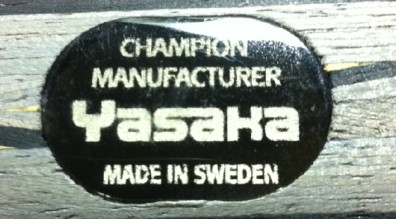 CHAMPION
MANUFACTURER
Yasaka
MADE IN SWEDEN